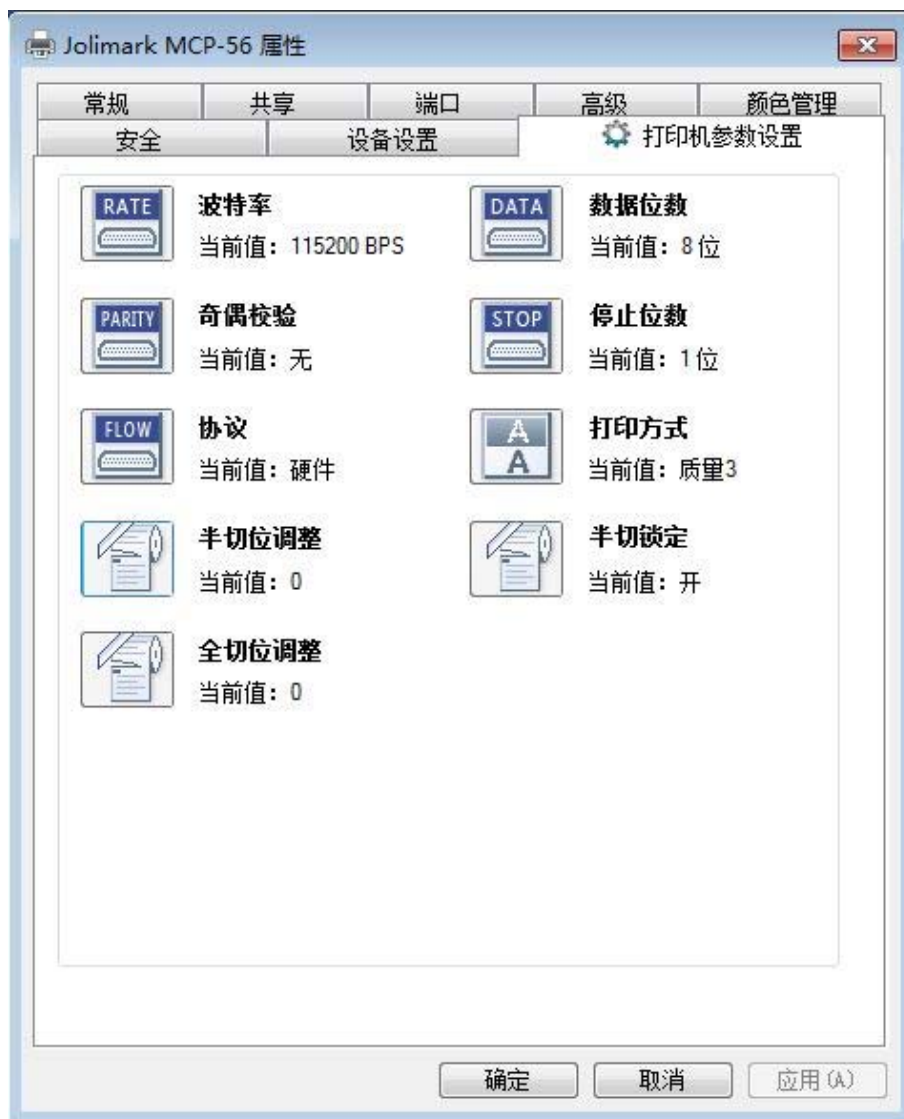 Jolimark MCP-56 属性
常规 共享 端口 高级 颜色管理
安全 设备设置 打印机参数设置
RATE 波特率
当前值：115200 BPS
DATA 数据位数
当前值：8 位
PARITY 奇偶校验
当前值：无
STOP 停止位数
当前值：1 位
FLOW 协议
当前值：硬件
A A 打印方式
当前值：质量3
半切位调整
当前值：0
半切锁定
当前值：开
全切位调整
当前值：0
确定 取消 应用(A)